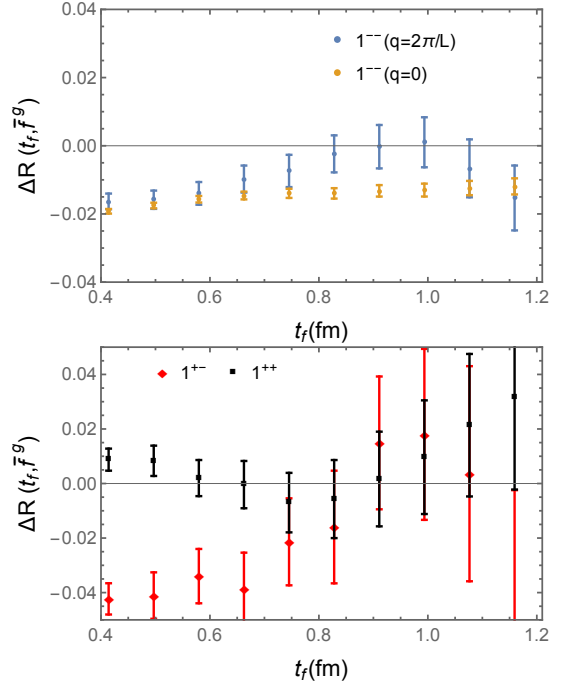 0.04
1⁻⁻(q=2π/L)
1⁻⁻(q=0)
0.02
0.00
−0.02
−0.04
ΔR (t_f, f̄^g)
0.4 0.6 0.8 1.0 1.2
t_f(fm)
0.04
1⁺⁻ 1⁺⁺
0.02
0.00
−0.02
−0.04
ΔR (t_f, f̄^g)
0.4 0.6 0.8 1.0 1.2
t_f(fm)